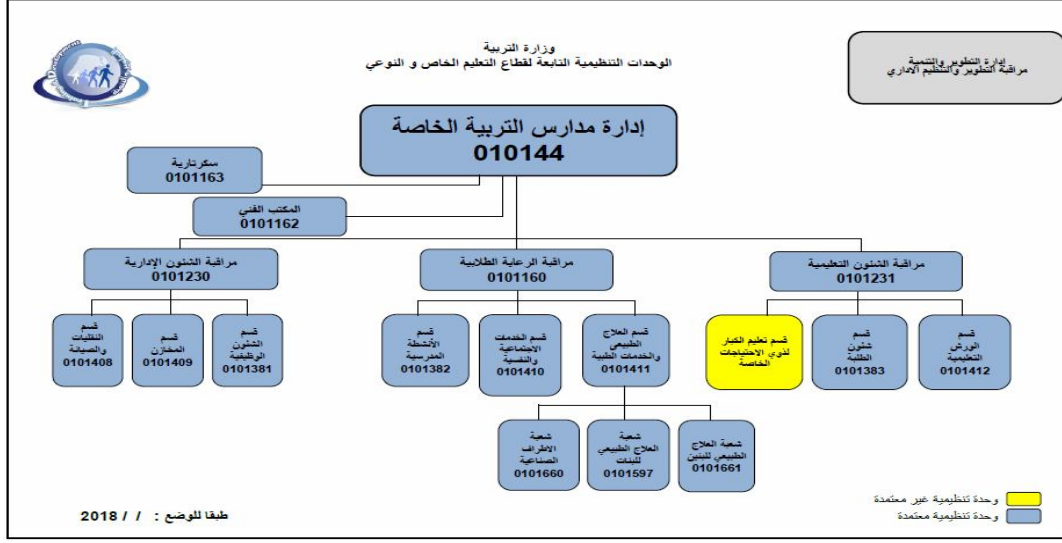 وزارة التربية
الوحدات التنظيمية التابعة لقطاع التعليم الخاص و النوعي
إدارة التطوير والتنمية
مراقبة التطوير والتنظيم الاداري
إدارة مدارس التربية الخاصة
010144
سكرتارية
0101163
المكتب الفني
0101162
مراقبة الشئون التعليمية
0101231
مراقبة الرعاية الطلابية
0101160
مراقبة الشئون الإدارية
0101230
قسم
الورش
التعليمية
0101412
قسم
شئون
الطلبة
0101383
قسم تعليم الكبار
لذوي الاحتياجات
الخاصة
قسم العلاج
الطبيعي
والخدمات الطبية
0101411
قسم الخدمات
الاجتماعية
والنفسية
0101410
قسم
الأنشطة
المدرسية
0101382
قسم
الشئون
الوظيفية
0101381
قسم
المخازن
0101409
قسم
النقليات
والصيانة
0101408
شعبة العلاج
الطبيعي للبنين
0101661
شعبة
العلاج الطبيعي
للبنات
0101597
شعبة
الاطراف
الصناعية
0101660
وحدة تنظيمية غير معتمدة
وحدة تنظيمية معتمدة
طبقا للوضع : / / 2018